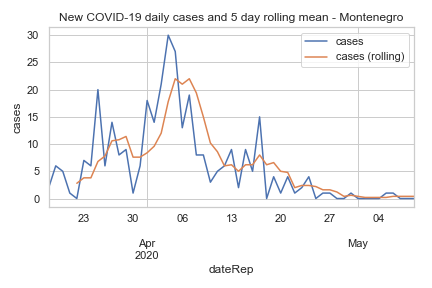 New COVID-19 daily cases and 5 day rolling mean - Montenegro
cases
cases (rolling)
30
25
20
15
10
5
0
cases
23
30
06
13
20
27
04
Apr
May
2020
dateRep